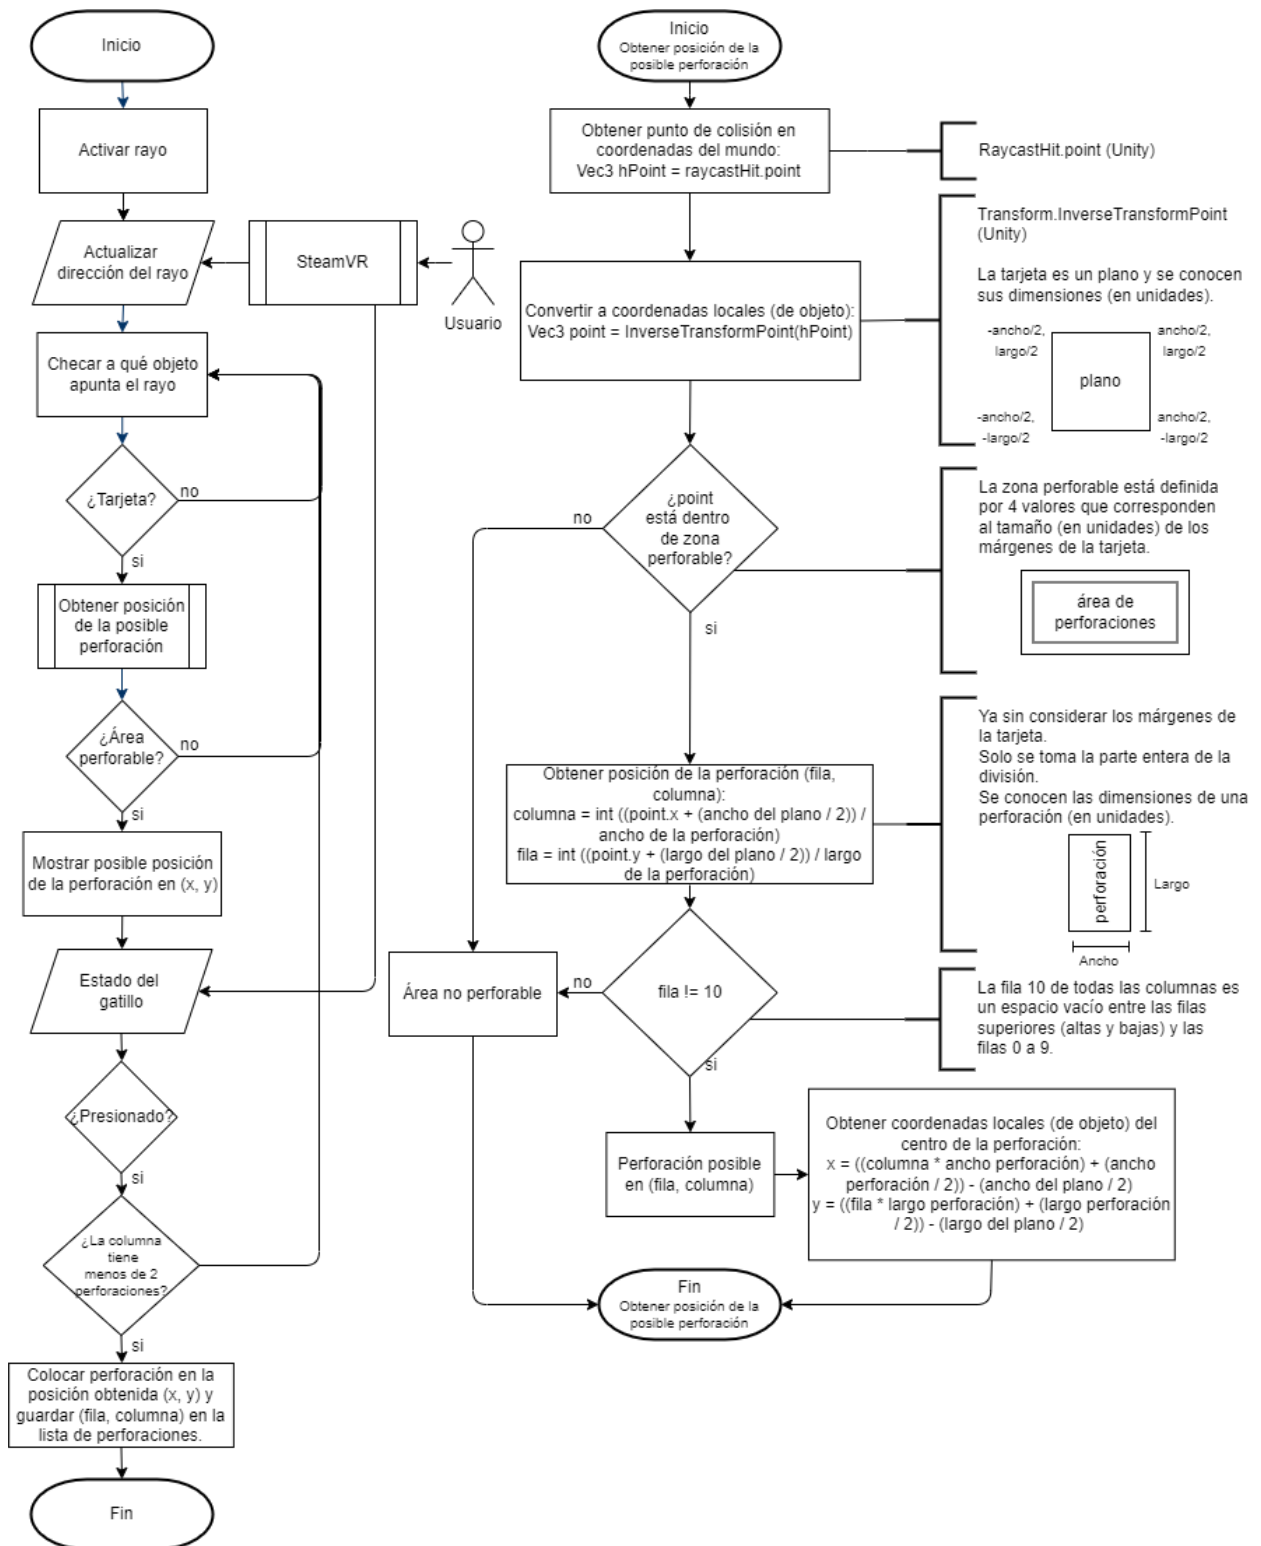 Inicio
Activar rayo
Actualizar
dirección del rayo
SteamVR
Usuario
Checar a qué objeto
apunta el rayo
¿Tarjeta?
no
si
Obtener posición
de la posible
perforación
¿Área
perforable?
no
si
Mostrar posible posición
de la perforación en (x, y)
Estado del
gatillo
¿Presionado?
si
¿La columna
tiene
menos de 2
perforaciones?
si
Colocar perforación en la
posición obtenida (x, y) y
guardar (fila, columna) en la
lista de perforaciones.
Fin
Inicio
Obtener posición de la
posible perforación
Obtener punto de colisión en
coordenadas del mundo:
Vec3 hPoint = raycastHit.point
RaycastHit.point (Unity)
Convertir a coordenadas locales (de objeto):
Vec3 point = InverseTransformPoint(hPoint)
Transform.InverseTransformPoint
(Unity)
La tarjeta es un plano y se conocen
sus dimensiones (en unidades).
-ancho/2,
largo/2
ancho/2,
largo/2
plano
-ancho/2,
-largo/2
ancho/2,
-largo/2
¿point
está dentro
de zona
perforable?
no
si
La zona perforable está definida
por 4 valores que corresponden
al tamaño (en unidades) de los
márgenes de la tarjeta.
área de
perforaciones
Obtener posición de la perforación (fila,
columna):
columna = int ((point.x + (ancho del plano / 2)) /
ancho de la perforación)
fila = int ((point.y + (largo del plano / 2)) / largo
de la perforación)
Ya sin considerar los márgenes de
la tarjeta.
Solo se toma la parte entera de la
división.
Se conocen las dimensiones de una
perforación (en unidades).
perforación
Largo
Ancho
fila != 10
no
si
Área no perforable
La fila 10 de todas las columnas es
un espacio vacío entre las filas
superiores (altas y bajas) y las
filas 0 a 9.
Perforación posible
en (fila, columna)
Obtener coordenadas locales (de objeto) del
centro de la perforación:
x = ((columna * ancho perforación) + (ancho
perforación / 2)) - (ancho del plano / 2)
y = ((fila * largo perforación) + (largo perforación
/ 2)) - (largo del plano / 2)
Fin
Obtener posición de la
posible perforación